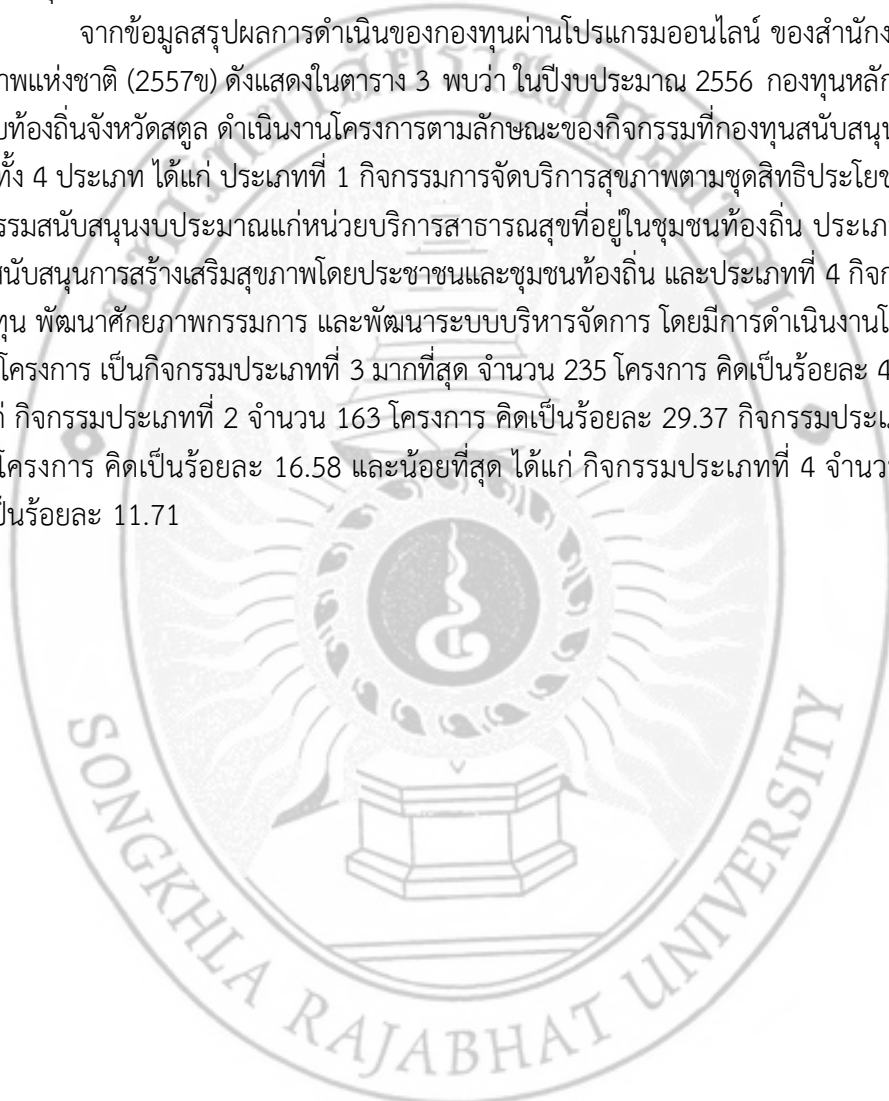 จากข้อมูลสรุปผลการดำเนินของกองทุนผ่านโปรแกรมออนไลน์ ของสำนักง
าพแห่งชาติ (2557ข) ดังแสดงในตาราง 3 พบว่า ในปีงบประมาณ 2556 กองทุนหลัก
บท้องถิ่นจังหวัดสตูล ดำเนินงานโครงการตามลักษณะของกิจกรรมที่กองทุนสนับสนุน
ทั้ง 4 ประเภท ได้แก่ ประเภทที่ 1 กิจกรรมการจัดบริการสุขภาพตามชุดสิทธิประโยช
รรมสนับสนุนงบประมาณแก่หน่วยบริการสาธารณสุขที่อยู่ในชุมชนท้องถิ่น ประเภ
สนับสนุนการสร้างเสริมสุขภาพโดยประชาชนและชุมชนท้องถิ่น และประเภทที่ 4 กิจก
ทุน พัฒนาศักยภาพกรรมการ และพัฒนาระบบบริหารจัดการ โดยมีการดำเนินงานโ
โครงการ เป็นกิจกรรมประเภทที่ 3 มากที่สุด จำนวน 235 โครงการ คิดเป็นร้อยละ 4
ก่ กิจกรรมประเภทที่ 2 จำนวน 163 โครงการ คิดเป็นร้อยละ 29.37 กิจกรรมประเภ
โครงการ คิดเป็นร้อยละ 16.58 และน้อยที่สุด ได้แก่ กิจกรรมประเภทที่ 4 จำนว
ป็นร้อยละ 11.71
SONGKHLA RAJABHAT UNIVERSITY